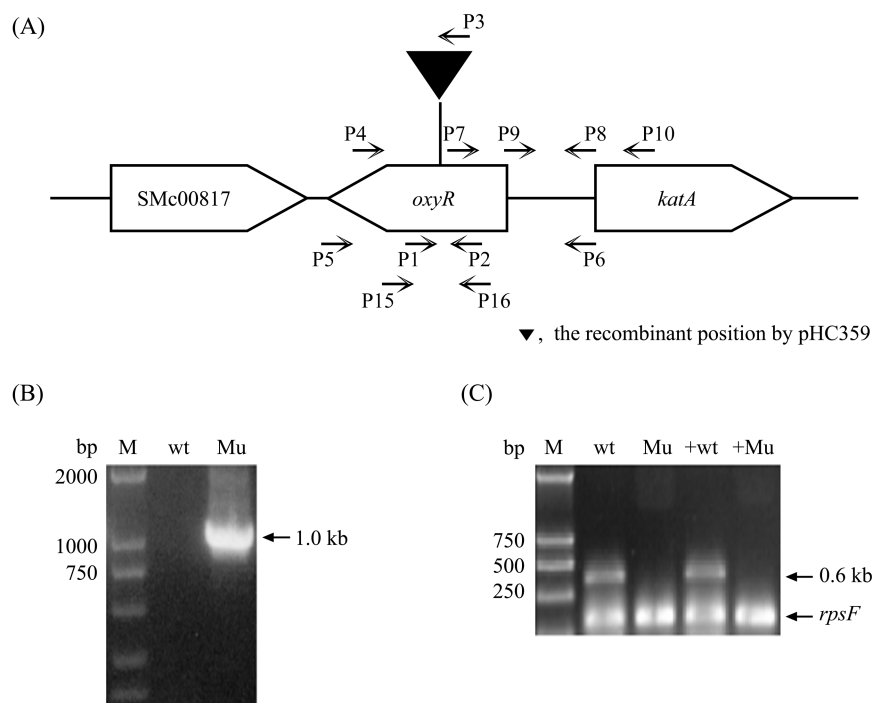 (A)
P3
P4
P7
P9
P8
P10
SMc00817
oxyR
katA
P5
P1
P2
P6
P15
P16
▼, the recombinant position by pHC359
(B)
bp M wt Mu
2000
1000
750
1.0 kb
(C)
bp M wt Mu +wt +Mu
750
500
250
0.6 kb
rpsF